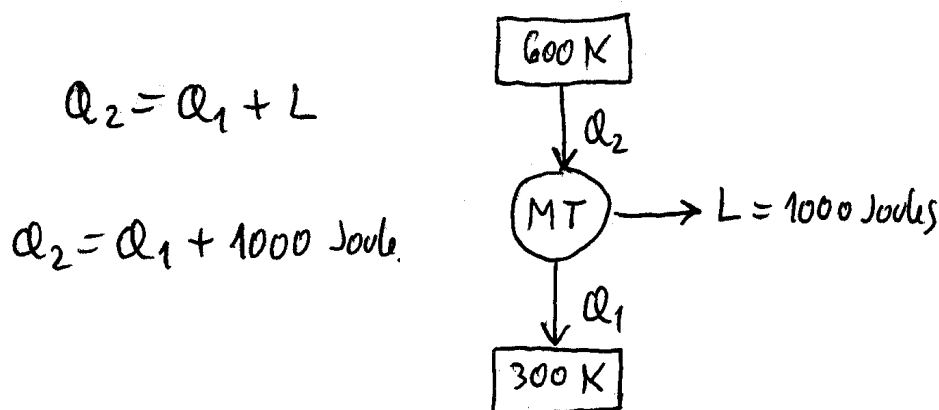 600 K
Q₂ = Q₁ + L
Q₂
MT
L = 1000 Joules
Q₂ = Q₁ + 1000 Joule.
Q₁
300 K